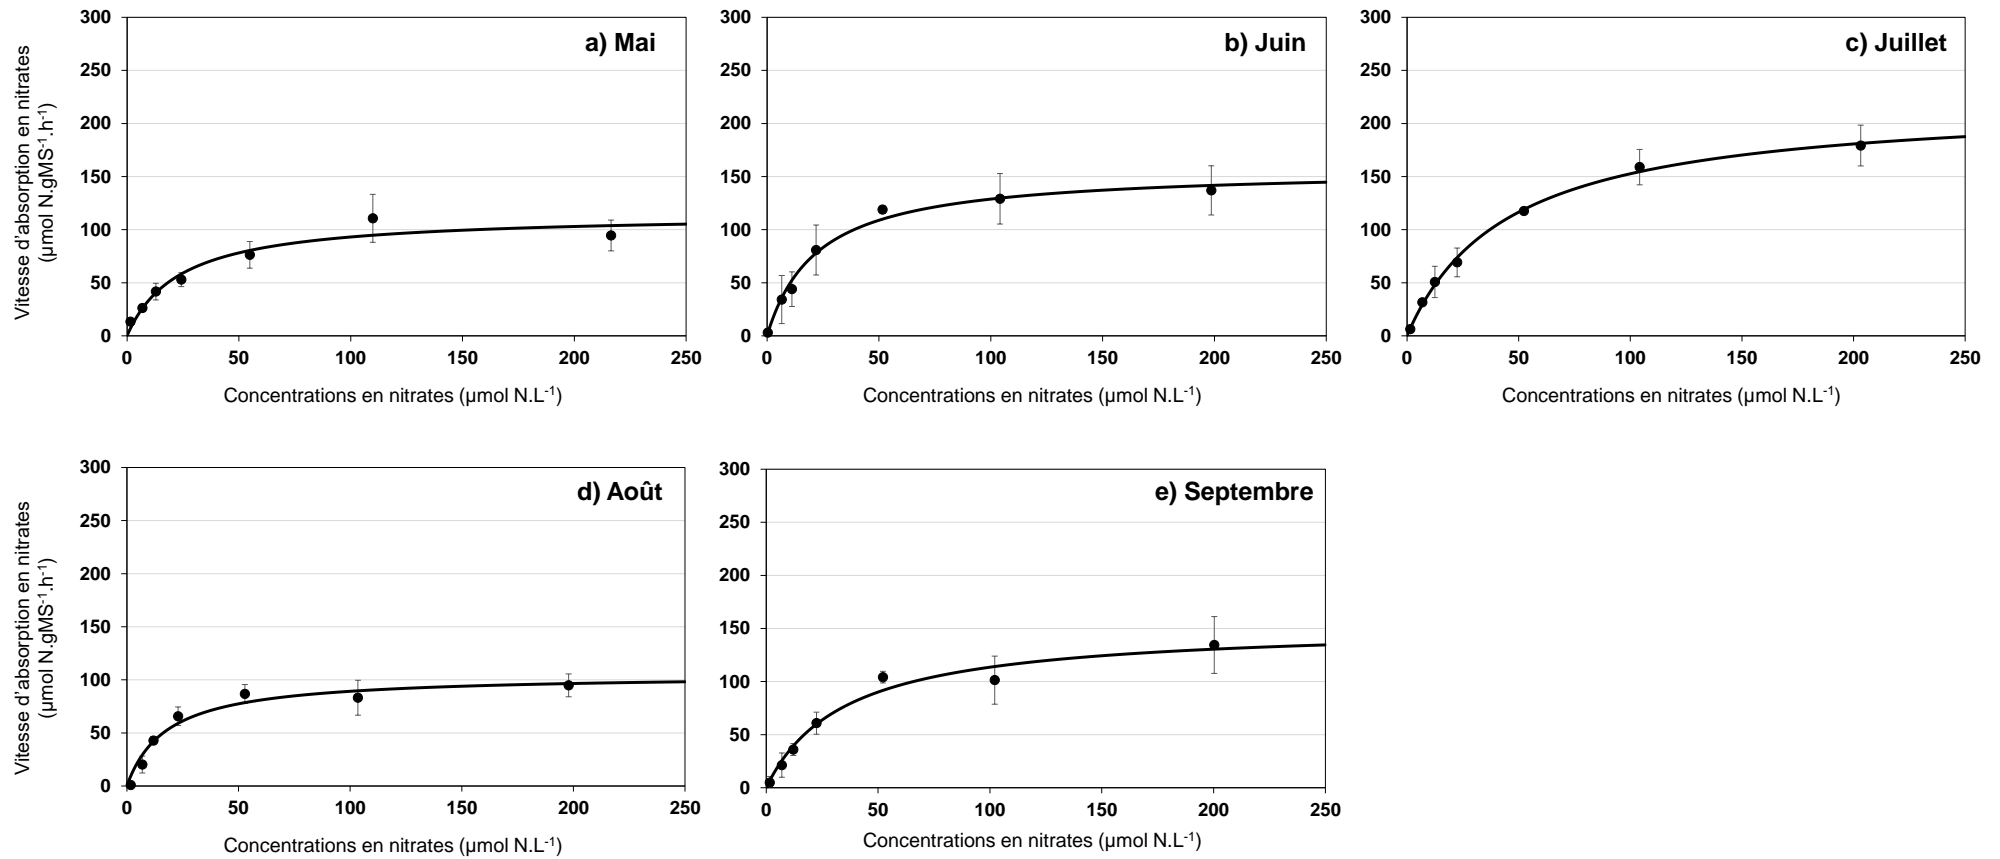 a) Mai
Vitesse d'absorption en nitrates
(µmol N.gMS-1.h-1)
300
250
200
150
100
50
0
0 50 100 150 200 250
Concentrations en nitrates (µmol N.L-1)
b) Juin
300
250
200
150
100
50
0
0 50 100 150 200 250
Concentrations en nitrates (µmol N.L-1)
c) Juillet
300
250
200
150
100
50
0
0 50 100 150 200 250
Concentrations en nitrates (µmol N.L-1)
d) Août
Vitesse d'absorption en nitrates
(µmol N.gMS-1.h-1)
300
250
200
150
100
50
0
0 50 100 150 200 250
Concentrations en nitrates (µmol N.L-1)
e) Septembre
300
250
200
150
100
50
0
0 50 100 150 200 250
Concentrations en nitrates (µmol N.L-1)